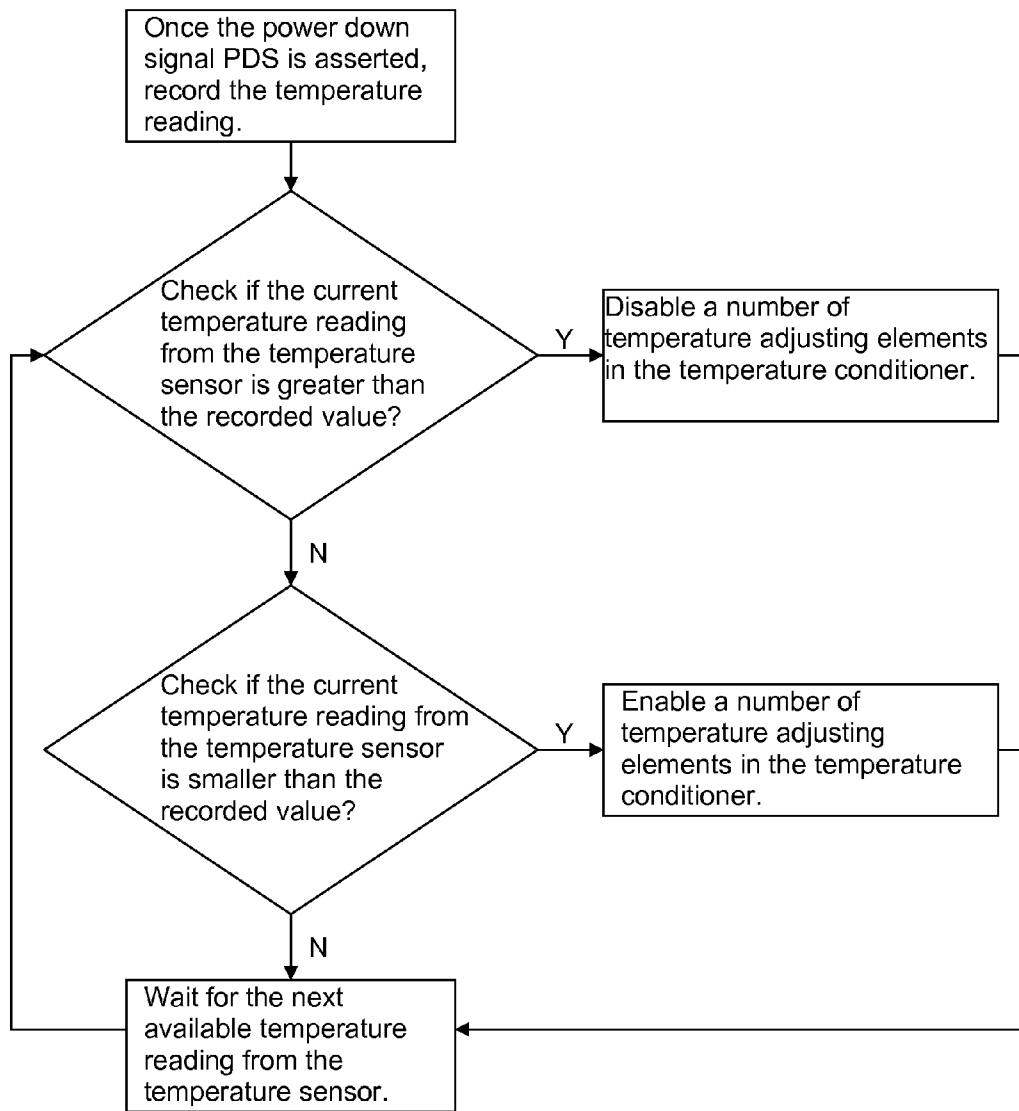 Once the power down
signal PDS is asserted,
record the temperature
reading.
Check if the current
temperature reading
from the temperature
sensor is greater than
the recorded value?
Y
Disable a number of
temperature adjusting elements
in the temperature conditioner.
N
Check if the current
temperature reading from
the temperature sensor
is smaller than the
recorded value?
Y
Enable a number of
temperature adjusting
elements in the temperature
conditioner.
N
Wait for the next
available temperature
reading from the
temperature sensor.